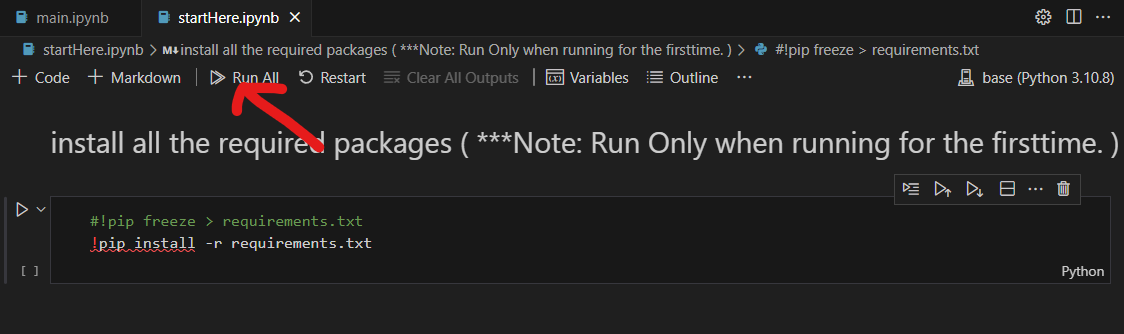 main.ipynb startHere.ipynb
startHere.ipynb > M↓install all the required packages ( ***Note: Run Only when running for the firsttime. ) > #!pip freeze > requirements.txt
+ Code + Markdown Run All Restart Clear All Outputs (x) Variables Outline ... base (Python 3.10.8)
install all the required packages ( ***Note: Run Only when running for the firsttime. )
#!pip freeze > requirements.txt
!pip install -r requirements.txt
[ ] Python